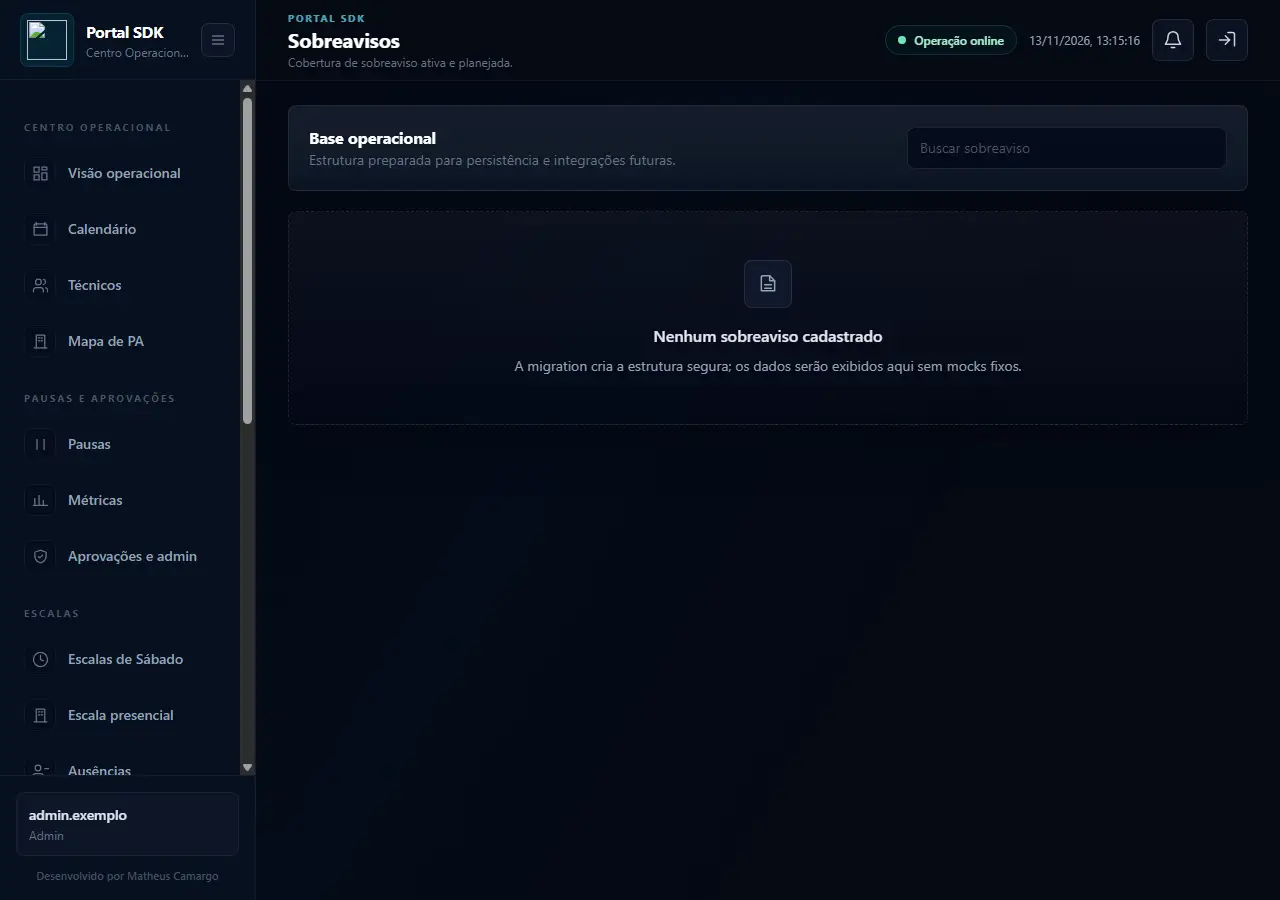 Portal SDK
Centro Operacion...
CENTRO OPERACIONAL
Visão operacional
Calendário
Técnicos
Mapa de PA
PAUSAS E APROVAÇÕES
Pausas
Métricas
Aprovações e admin
ESCALAS
Escalas de Sábado
Escala presencial
Ausências
admin.exemplo
Admin
Desenvolvido por Matheus Camargo
PORTAL SDK
Sobreavisos
Cobertura de sobreaviso ativa e planejada.
Operação online
13/11/2026, 13:15:16
Base operacional
Estrutura preparada para persistência e integrações futuras.
Buscar sobreaviso
Nenhum sobreaviso cadastrado
A migration cria a estrutura segura; os dados serão exibidos aqui sem mocks fixos.